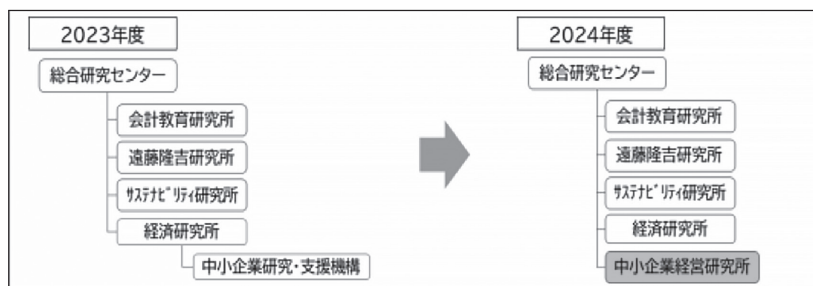 2023年度
総合研究センター
会計教育研究所
遠藤隆吉研究所
サステナビリティ研究所
経済研究所
中小企業研究・支援機構
2024年度
総合研究センター
会計教育研究所
遠藤隆吉研究所
サステナビリティ研究所
経済研究所
中小企業経営研究所